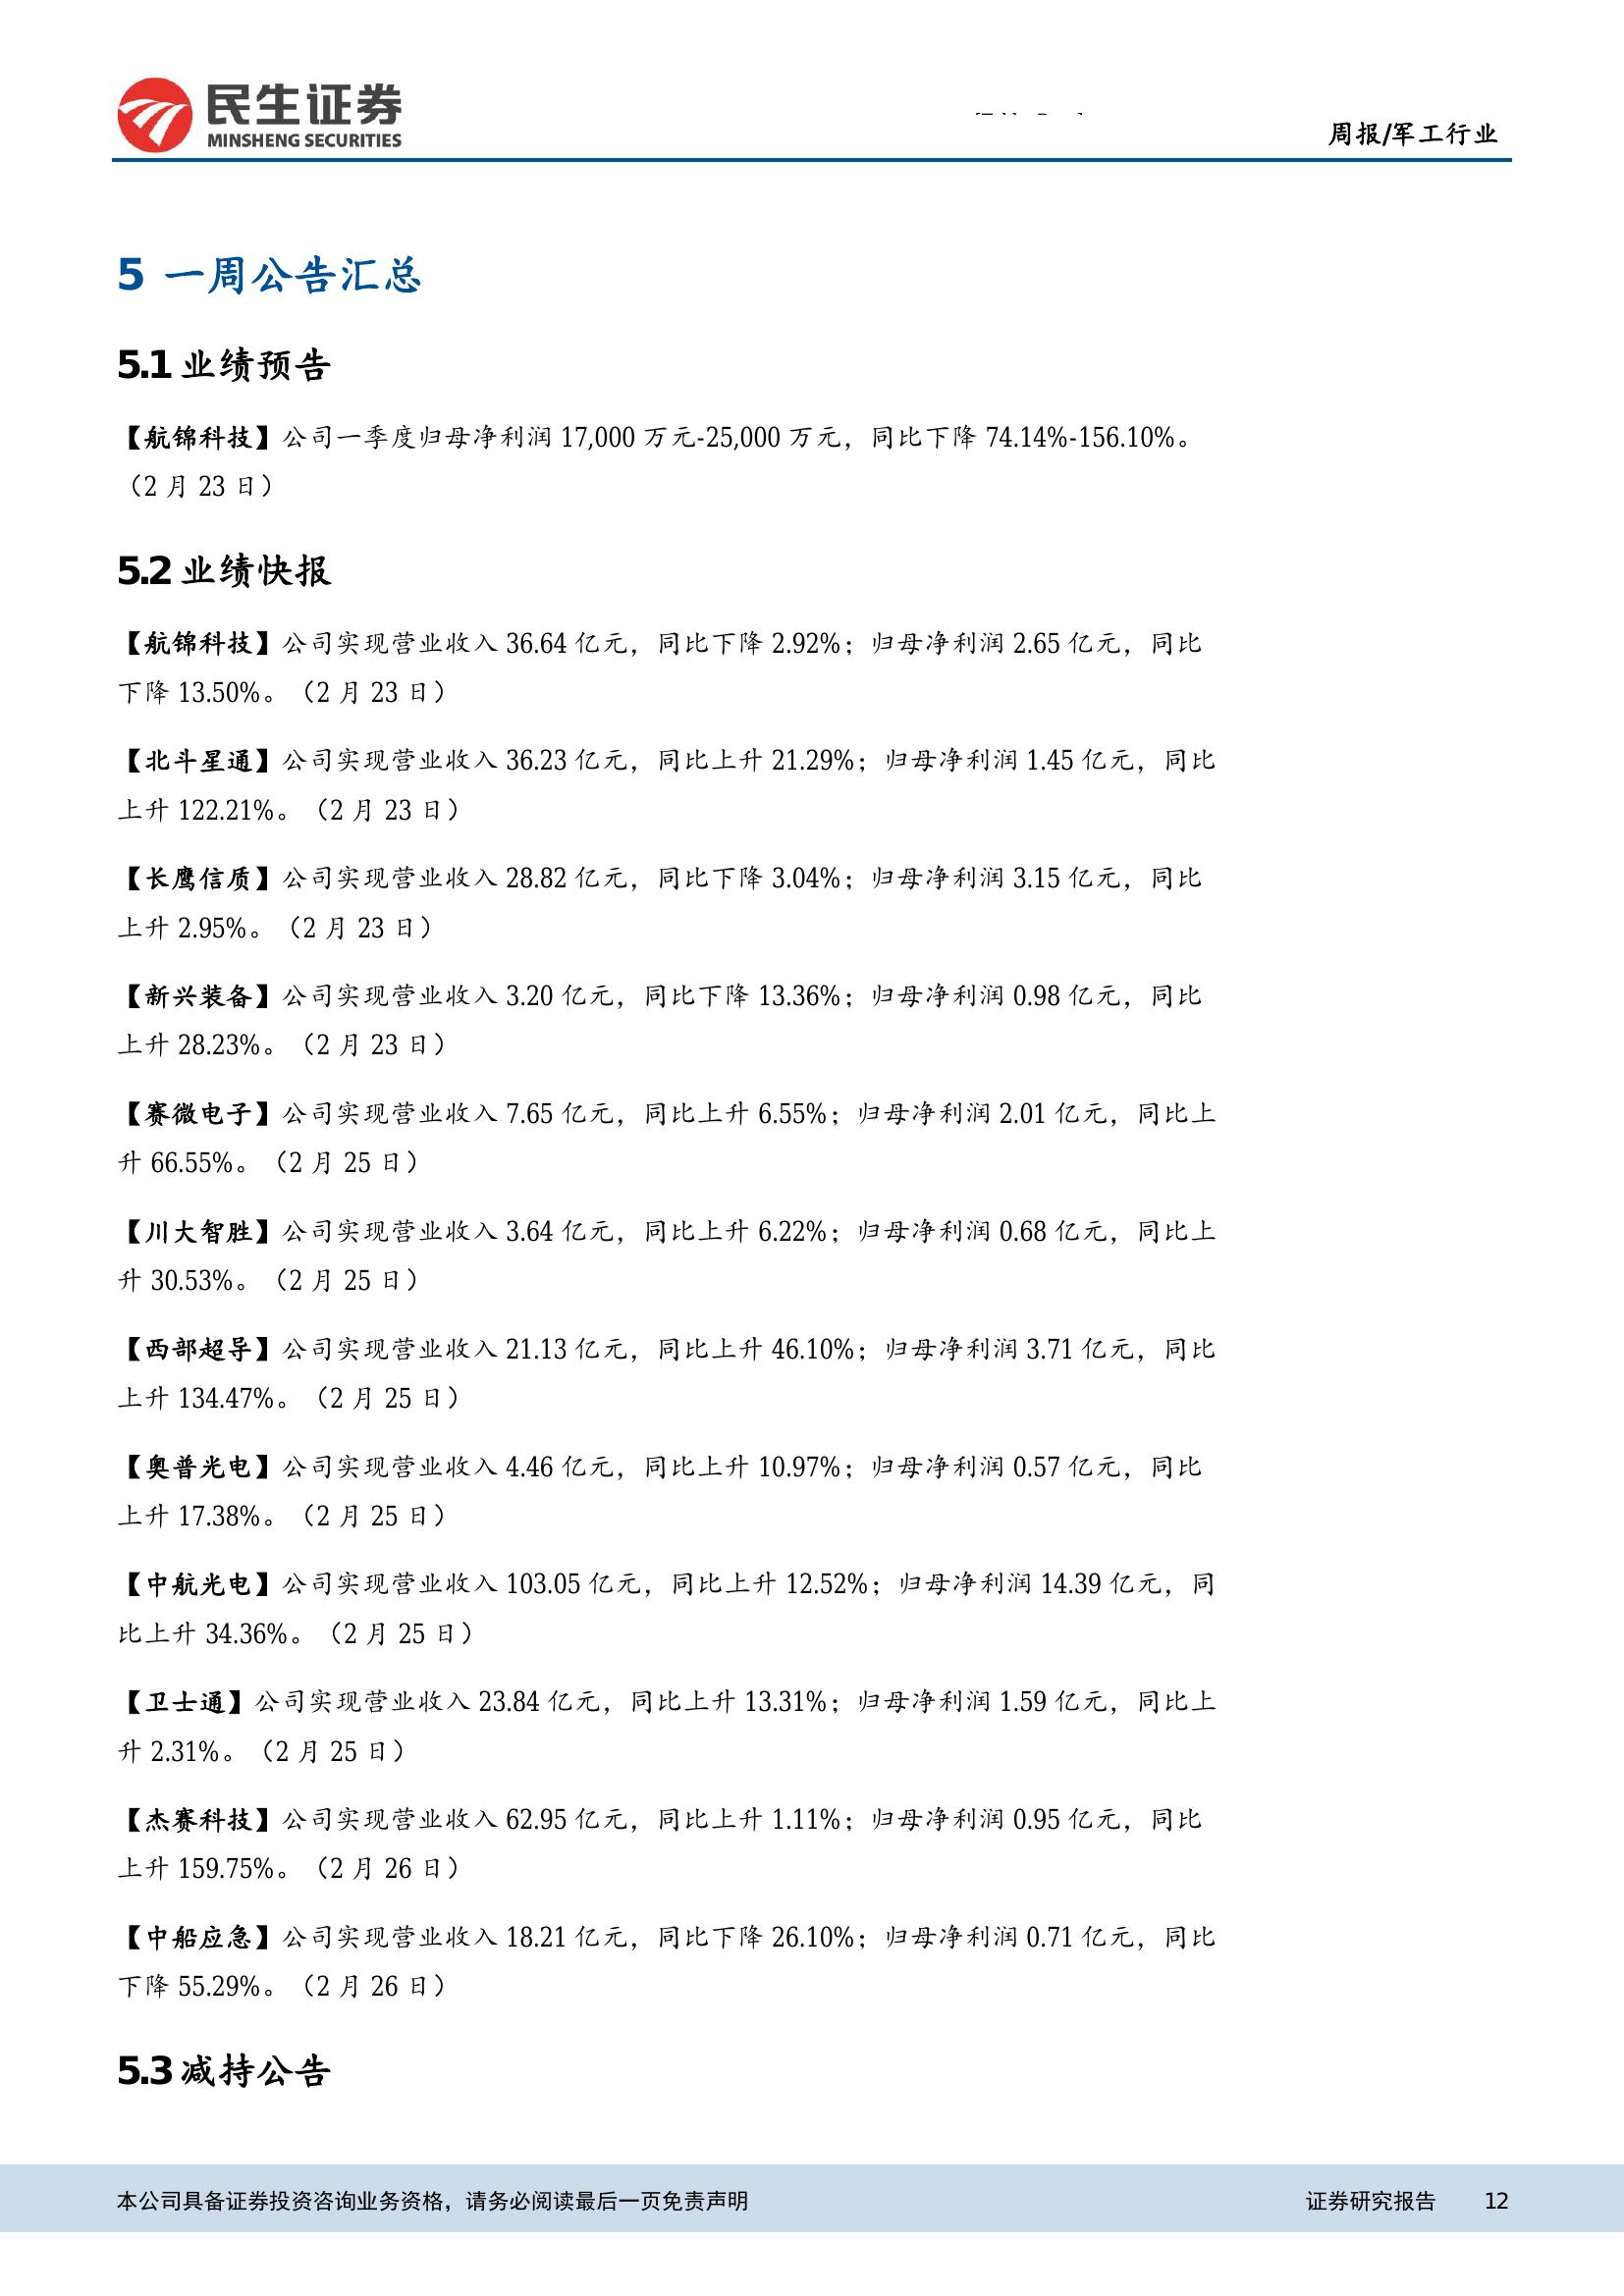 民生证券
MINSHENG SECURITIES
周报/军工行业
5 一周公告汇总
5.1 业绩预告
【航锦科技】公司一季度归母净利润 17,000 万元-25,000 万元，同比下降 74.14%-156.10%。
（2 月 23 日）
5.2 业绩快报
【航锦科技】公司实现营业收入 36.64 亿元，同比下降 2.92%；归母净利润 2.65 亿元，同比
下降 13.50%。（2 月 23 日）
【北斗星通】公司实现营业收入 36.23 亿元，同比上升 21.29%；归母净利润 1.45 亿元，同比
上升 122.21%。（2 月 23 日）
【长鹰信质】公司实现营业收入 28.82 亿元，同比下降 3.04%；归母净利润 3.15 亿元，同比
上升 2.95%。（2 月 23 日）
【新兴装备】公司实现营业收入 3.20 亿元，同比下降 13.36%；归母净利润 0.98 亿元，同比
上升 28.23%。（2 月 23 日）
【赛微电子】公司实现营业收入 7.65 亿元，同比上升 6.55%；归母净利润 2.01 亿元，同比上
升 66.55%。（2 月 25 日）
【川大智胜】公司实现营业收入 3.64 亿元，同比上升 6.22%；归母净利润 0.68 亿元，同比上
升 30.53%。（2 月 25 日）
【西部超导】公司实现营业收入 21.13 亿元，同比上升 46.10%；归母净利润 3.71 亿元，同比
上升 134.47%。（2 月 25 日）
【奥普光电】公司实现营业收入 4.46 亿元，同比上升 10.97%；归母净利润 0.57 亿元，同比
上升 17.38%。（2 月 25 日）
【中航光电】公司实现营业收入 103.05 亿元，同比上升 12.52%；归母净利润 14.39 亿元，同
比上升 34.36%。（2 月 25 日）
【卫士通】公司实现营业收入 23.84 亿元，同比上升 13.31%；归母净利润 1.59 亿元，同比上
升 2.31%。（2 月 25 日）
【杰赛科技】公司实现营业收入 62.95 亿元，同比上升 1.11%；归母净利润 0.95 亿元，同比
上升 159.75%。（2 月 26 日）
【中船应急】公司实现营业收入 18.21 亿元，同比下降 26.10%；归母净利润 0.71 亿元，同比
下降 55.29%。（2 月 26 日）
5.3 减持公告
本公司具备证券投资咨询业务资格，请务必阅读最后一页免责声明
证券研究报告 12